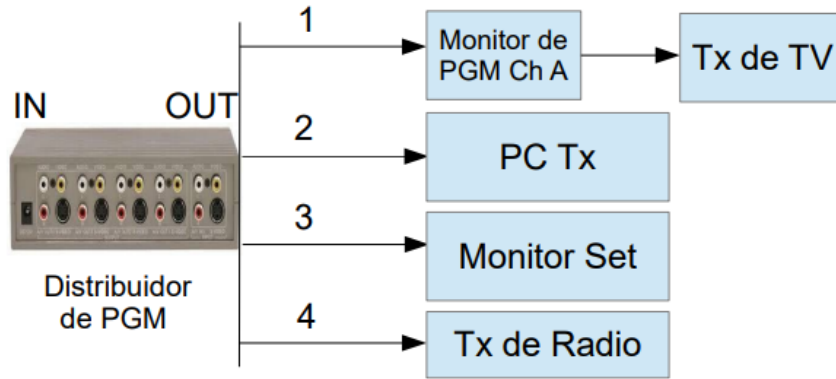 1
Monitor de
PGM Ch A
Tx de TV
IN
OUT
2
PC Tx
3
Monitor Set
Distribuidor
de PGM
4
Tx de Radio